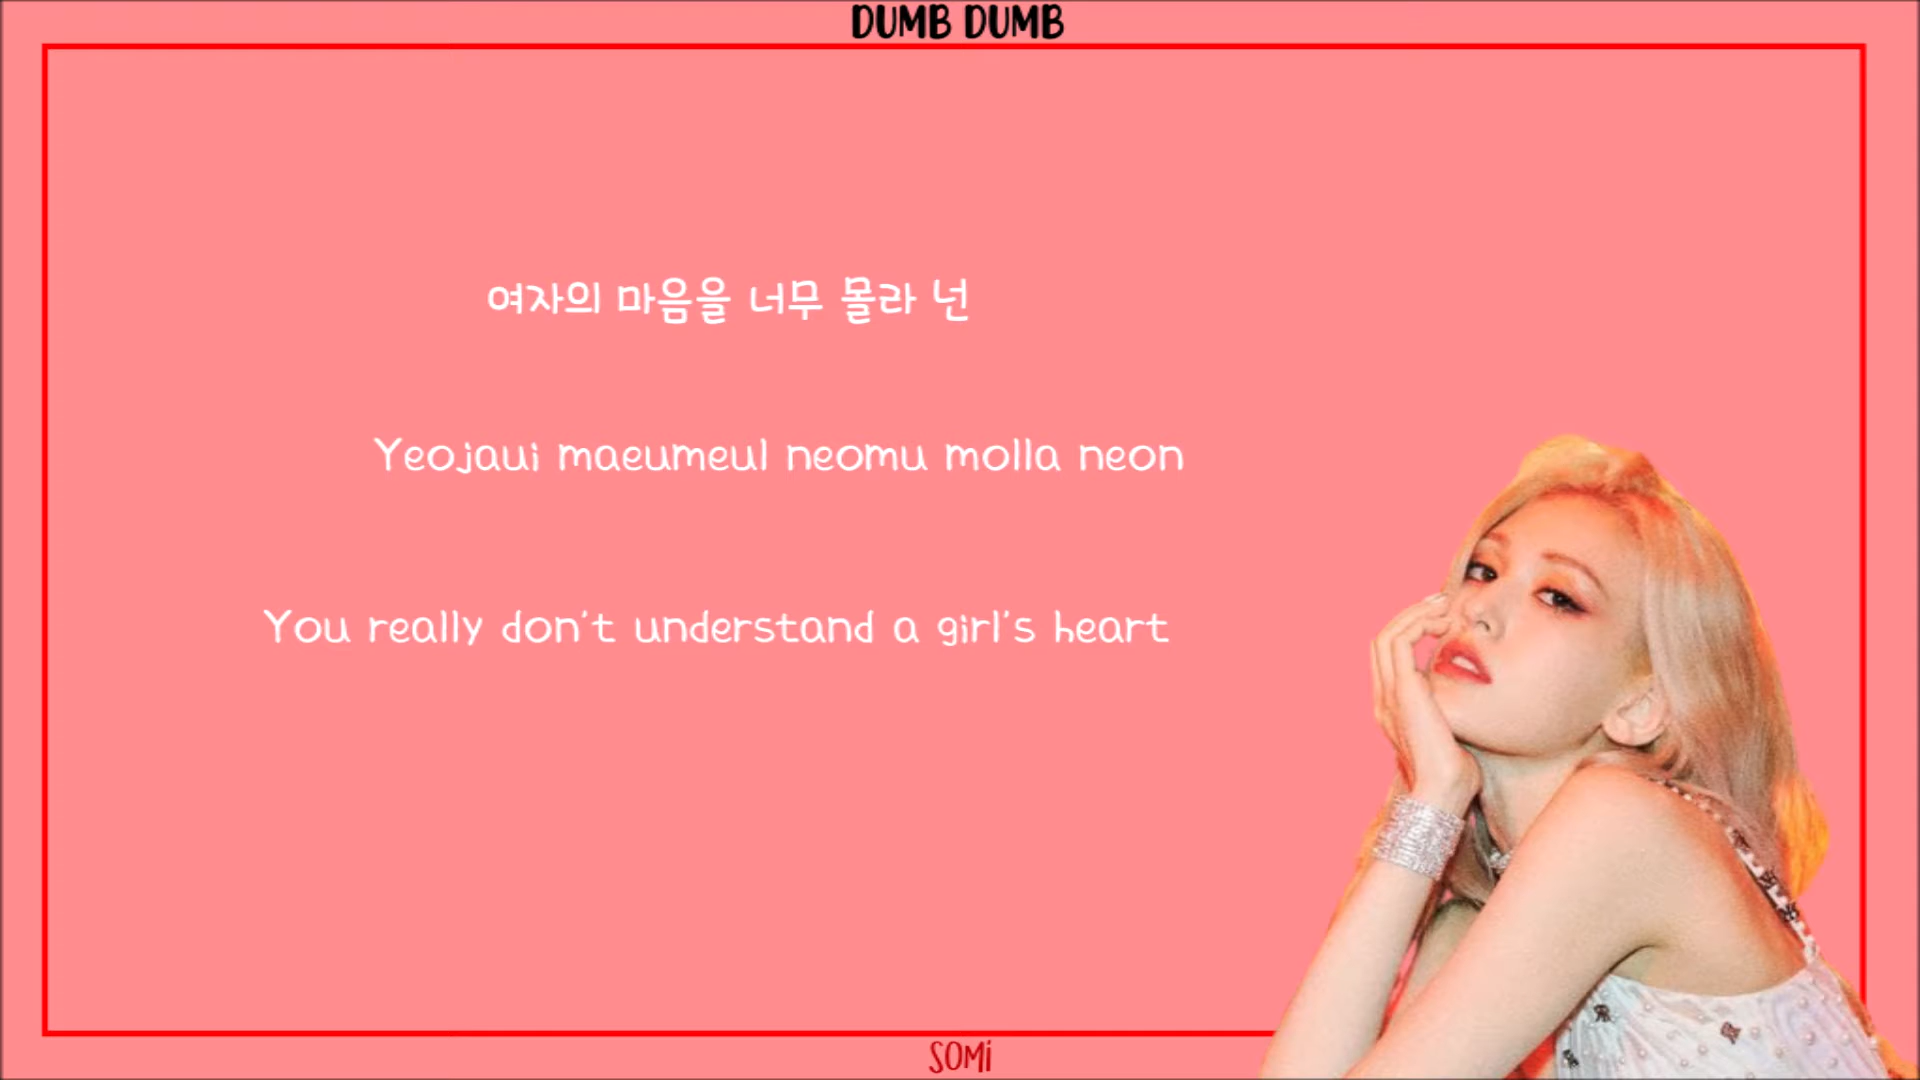 DUMB DUMB
여자의 마음을 너무 몰라 넌
Yeojaui maeumeul neomu molla neon
You really don't understand a girl's heart
SOMi